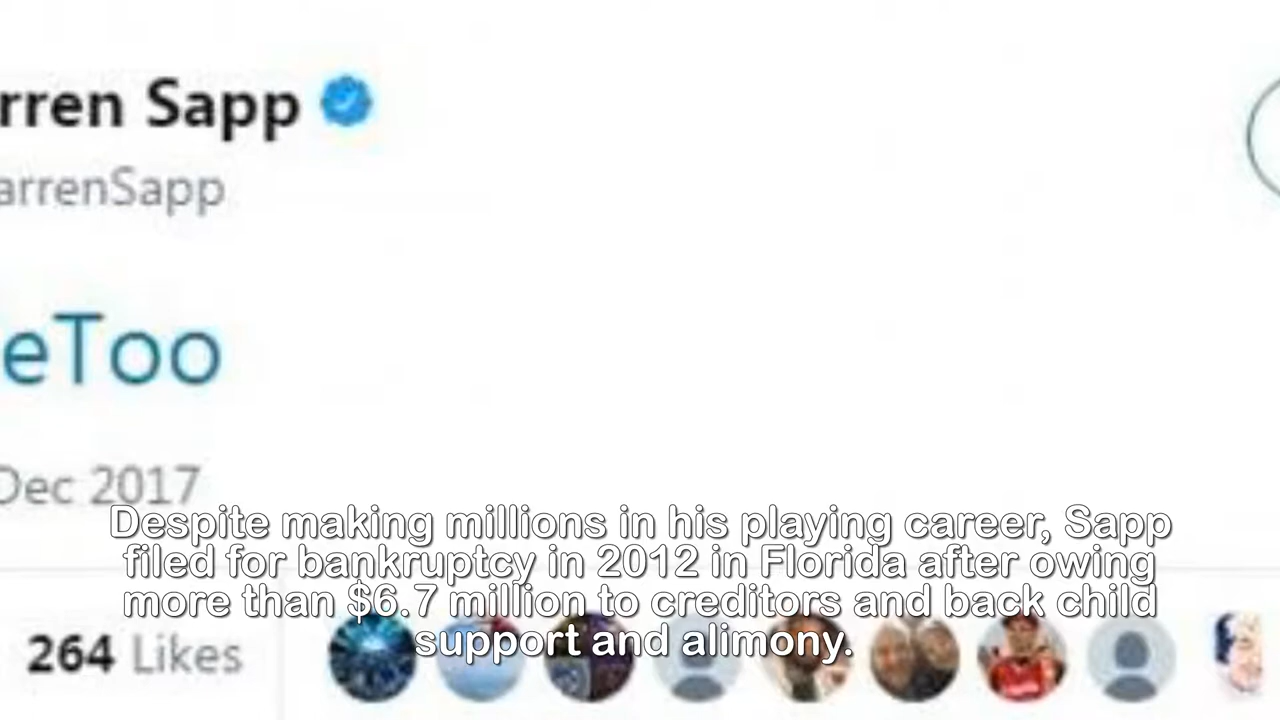 rren Sapp
arrenSapp
eToo
Dec 2017
Despite making millions in his playing career, Sapp
filed for bankruptcy in 2012 in Florida after owing
more than $6.7 million to creditors and back child
support and alimony.
264 Likes